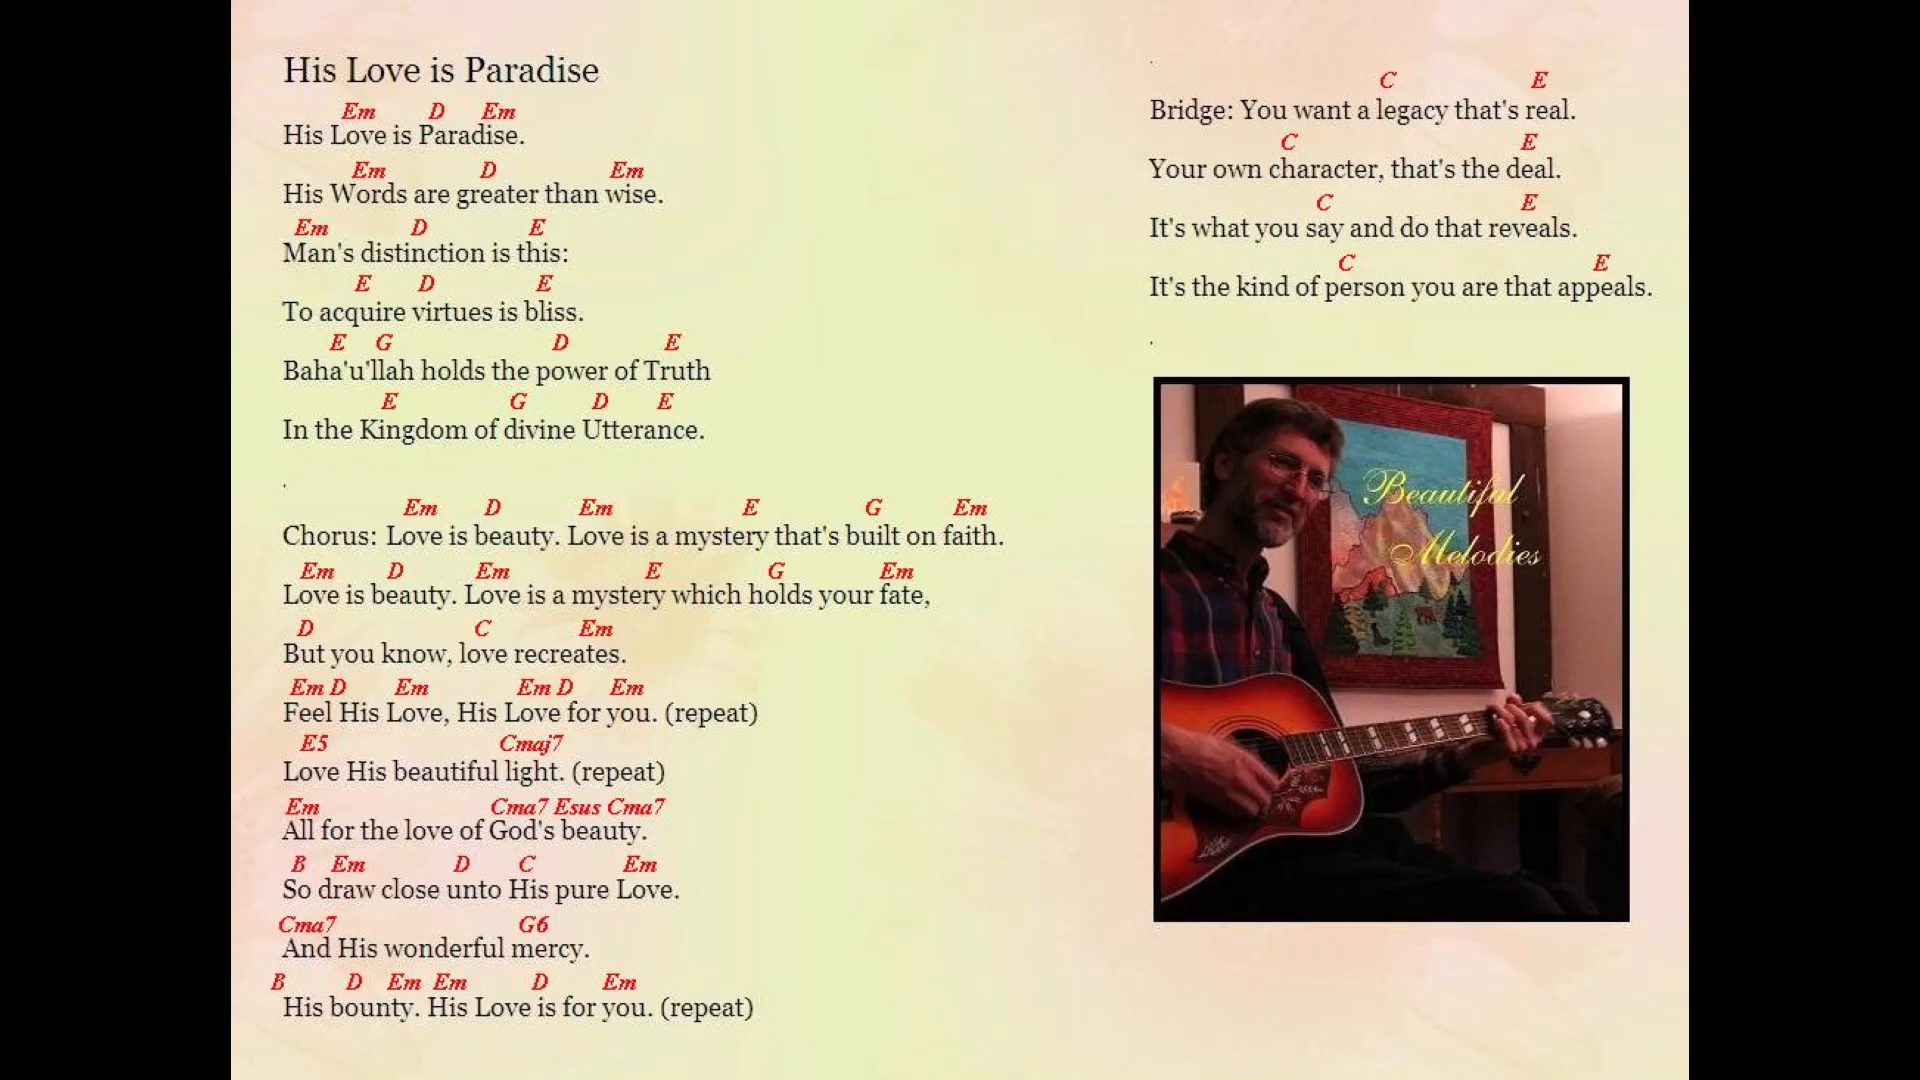 His Love is Paradise
Em D Em
His Love is Paradise.
Em D Em
His Words are greater than wise.
Em D E
Man's distinction is this:
E D E
To acquire virtues is bliss.
E G D E
Baha'u'llah holds the power of Truth
E G D E
In the Kingdom of divine Utterance.
.
Em D Em E G Em
Chorus: Love is beauty. Love is a mystery that's built on faith.
Em D Em E G Em
Love is beauty. Love is a mystery which holds your fate,
D C Em
But you know, love recreates.
Em D Em Em D Em
Feel His Love, His Love for you. (repeat)
E5 Cmaj7
Love His beautiful light. (repeat)
Em Cma7 Esus Cma7
All for the love of God's beauty.
B Em D C Em
So draw close unto His pure Love.
Cma7 G6
And His wonderful mercy.
B D Em Em D Em
His bounty. His Love is for you. (repeat)
.
C E
Bridge: You want a legacy that's real.
C E
Your own character, that's the deal.
C E
It's what you say and do that reveals.
C E
It's the kind of person you are that appeals.
.
Beautiful
Melodies